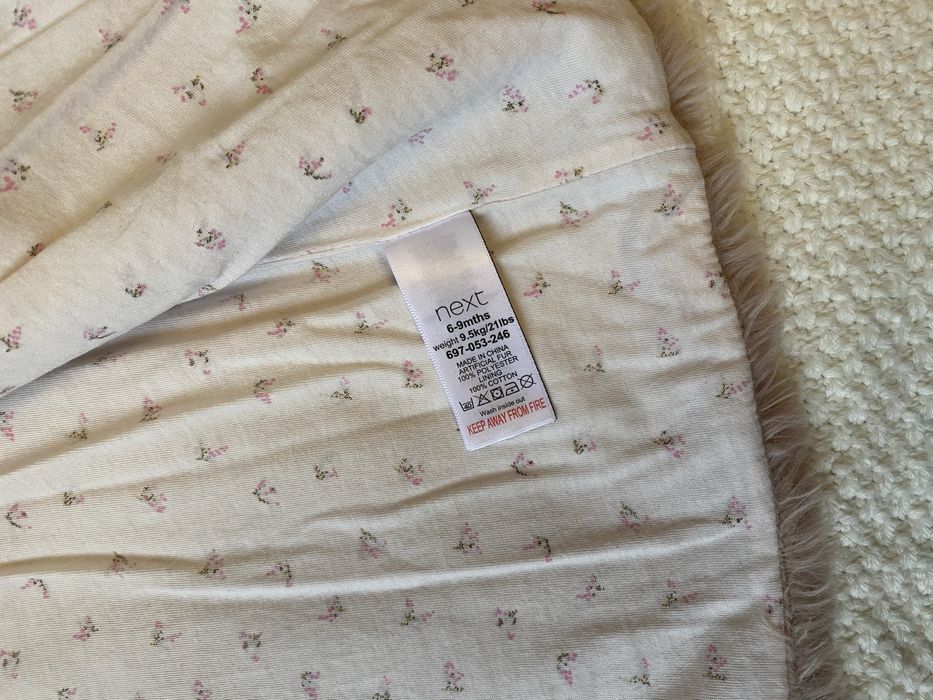 next
6-9mths
weight 9.5kg/21lbs
697-053-246
MADE IN CHINA
ARTIFICIAL FUR
100% POLYESTER
LINING
100% COTTON
40
Wash inside out
KEEP AWAY FROM FIRE